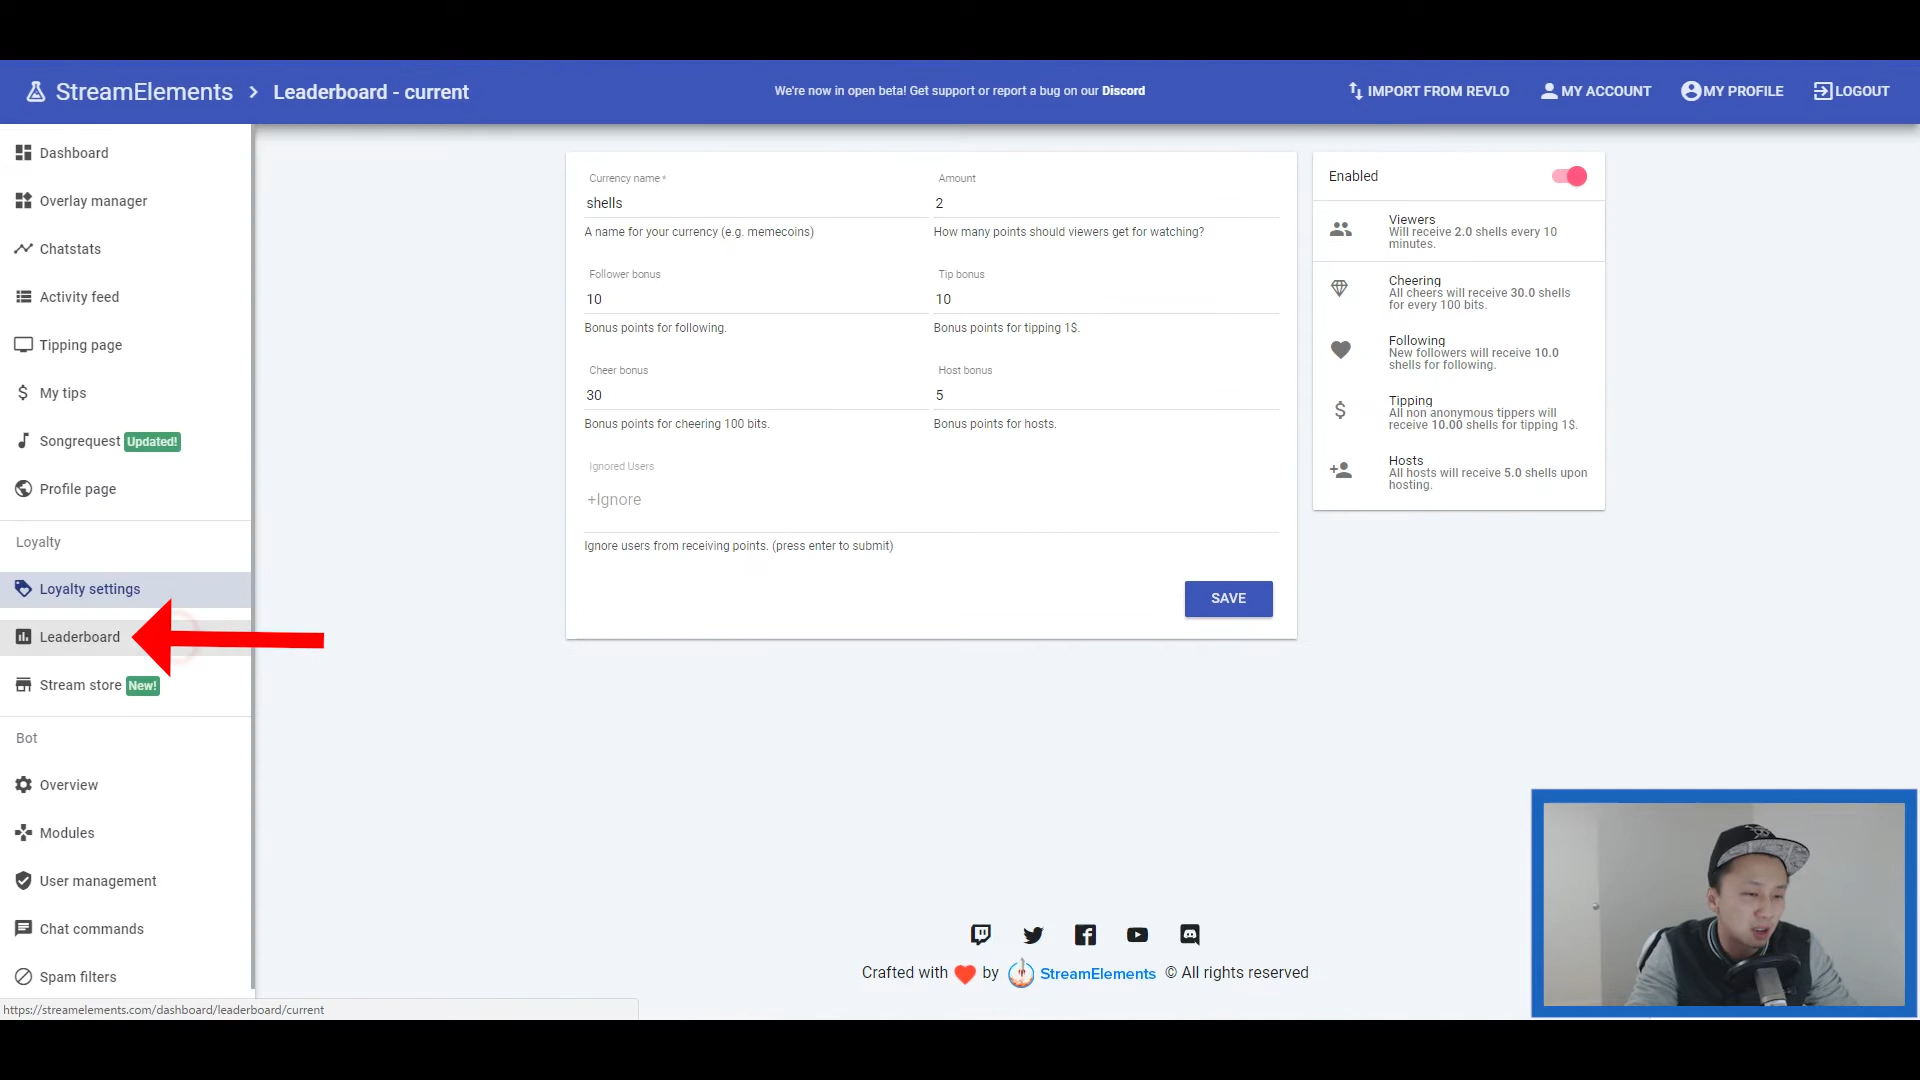 StreamElements > Leaderboard - current
We're now in open beta! Get support or report a bug on our Discord
IMPORT FROM REVLO
MY ACCOUNT
MY PROFILE
LOGOUT
Dashboard
Overlay manager
Chatstats
Activity feed
Tipping page
My tips
Songrequest Updated!
Profile page
Loyalty
Loyalty settings
Leaderboard
Stream store New!
Bot
Overview
Modules
User management
Chat commands
Spam filters
https://streamelements.com/dashboard/leaderboard/current
Currency name *
shells
A name for your currency (e.g. memecoins)
Amount
2
How many points should viewers get for watching?
Follower bonus
10
Bonus points for following.
Tip bonus
10
Bonus points for tipping 1$.
Cheer bonus
30
Bonus points for cheering 100 bits.
Host bonus
5
Bonus points for hosts.
Ignored Users
+Ignore
Ignore users from receiving points. (press enter to submit)
SAVE
Enabled
Viewers
Will receive 2.0 shells every 10
minutes.
Cheering
All cheers will receive 30.0 shells
for every 100 bits.
Following
New followers will receive 10.0
shells for following.
Tipping
All non anonymous tippers will
receive 10.00 shells for tipping 1$.
Hosts
All hosts will receive 5.0 shells upon
hosting.
Crafted with by StreamElements © All rights reserved